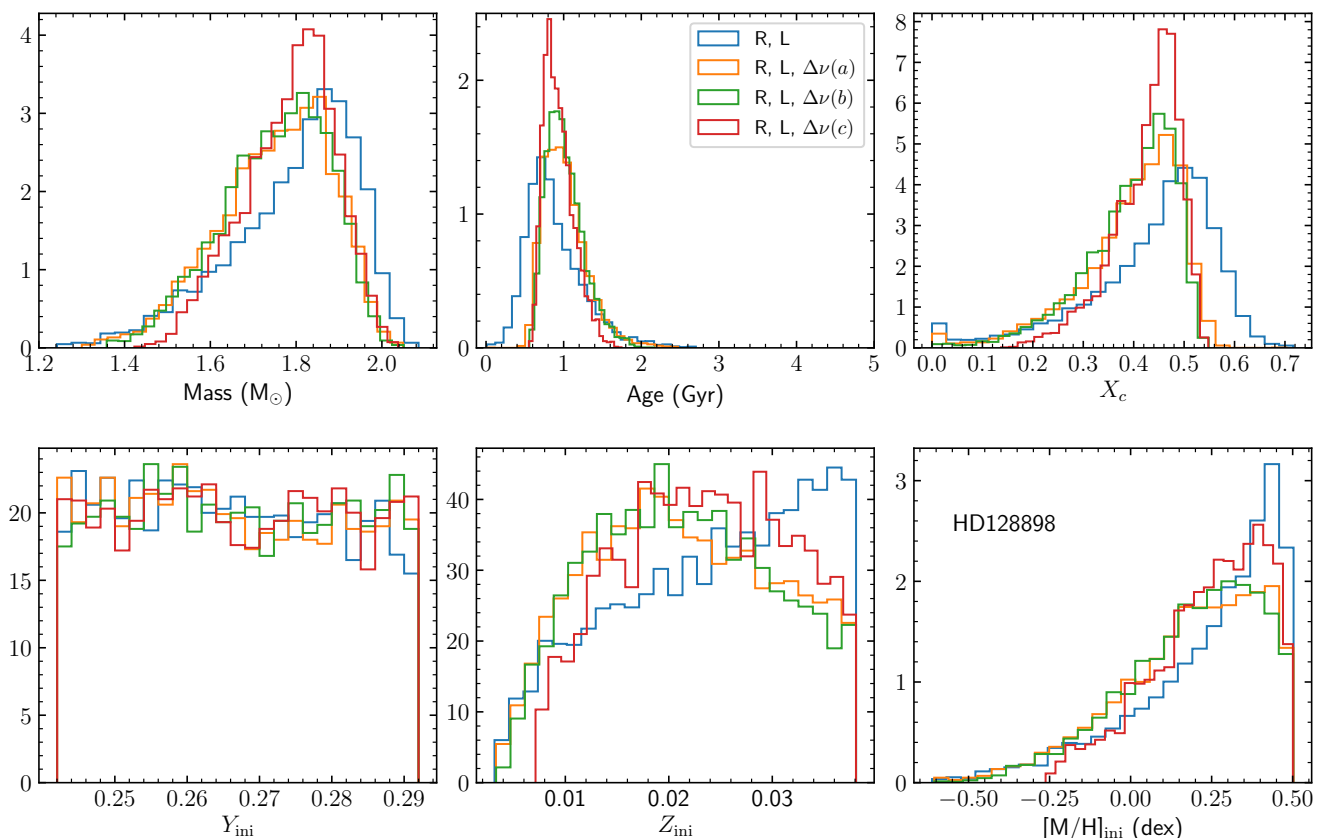 4
3
2
1
0
1.2 1.4 1.6 1.8 2.0
Mass (M⊙)
2
1
0
0 1 2 3 4 5
Age (Gyr)
R, L
R, L, Δν(a)
R, L, Δν(b)
R, L, Δν(c)
8
7
6
5
4
3
2
1
0
0.0 0.1 0.2 0.3 0.4 0.5 0.6 0.7
X_c
20
15
10
5
0
0.25 0.26 0.27 0.28 0.29
Y_ini
40
30
20
10
0
0.01 0.02 0.03
Z_ini
HD128898
3
2
1
0
−0.50 −0.25 0.00 0.25 0.50
[M/H]_ini (dex)